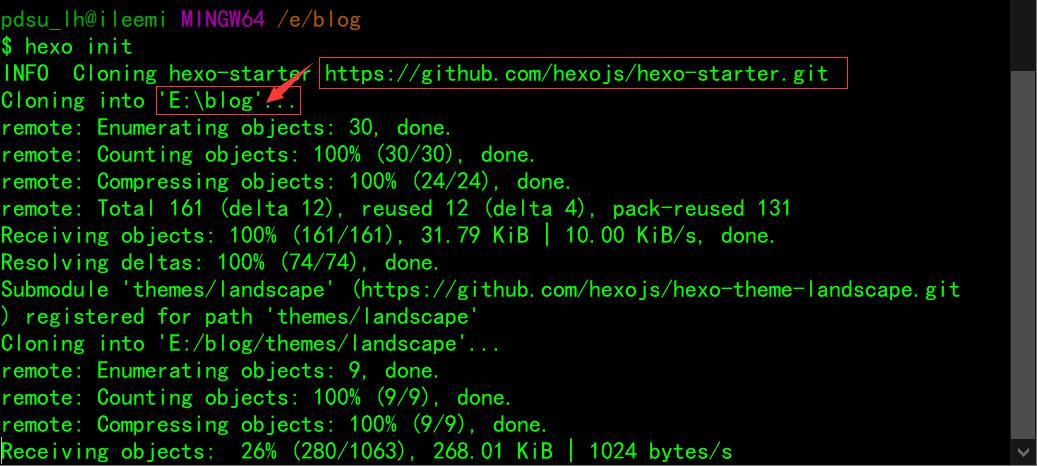 pdsu_lh@ileemi MINGW64 /e/blog
$ hexo init
INFO  Cloning hexo-starter https://github.com/hexojs/hexo-starter.git
Cloning into 'E:\blog'...
remote: Enumerating objects: 30, done.
remote: Counting objects: 100% (30/30), done.
remote: Compressing objects: 100% (24/24), done.
remote: Total 161 (delta 12), reused 12 (delta 4), pack-reused 131
Receiving objects: 100% (161/161), 31.79 KiB | 10.00 KiB/s, done.
Resolving deltas: 100% (74/74), done.
Submodule 'themes/landscape' (https://github.com/hexojs/hexo-theme-landscape.git
) registered for path 'themes/landscape'
Cloning into 'E:/blog/themes/landscape'...
remote: Enumerating objects: 9, done.
remote: Counting objects: 100% (9/9), done.
remote: Compressing objects: 100% (9/9), done.
Receiving objects:  26% (280/1063), 268.01 KiB | 1024 bytes/s